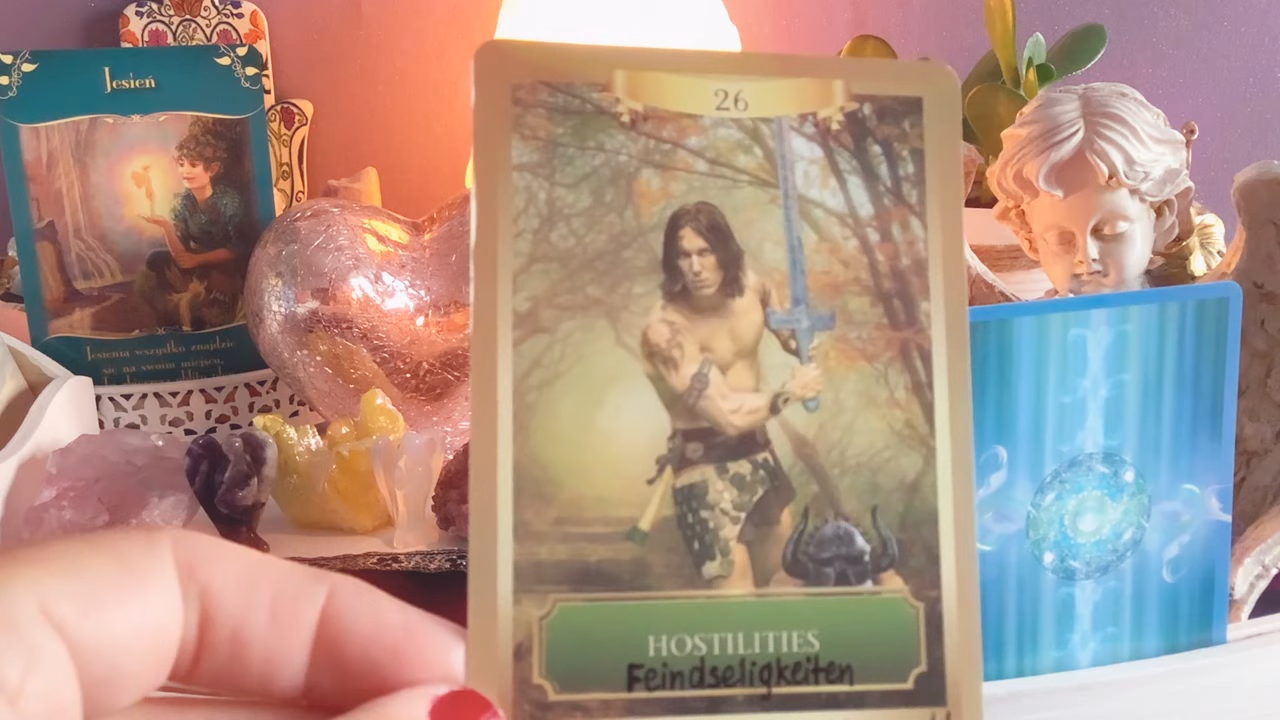 Jesień
Jesienią wszystko znajdzie
się na swoim miejscu.
26
HOSTILITIES
Feindseligkeiten